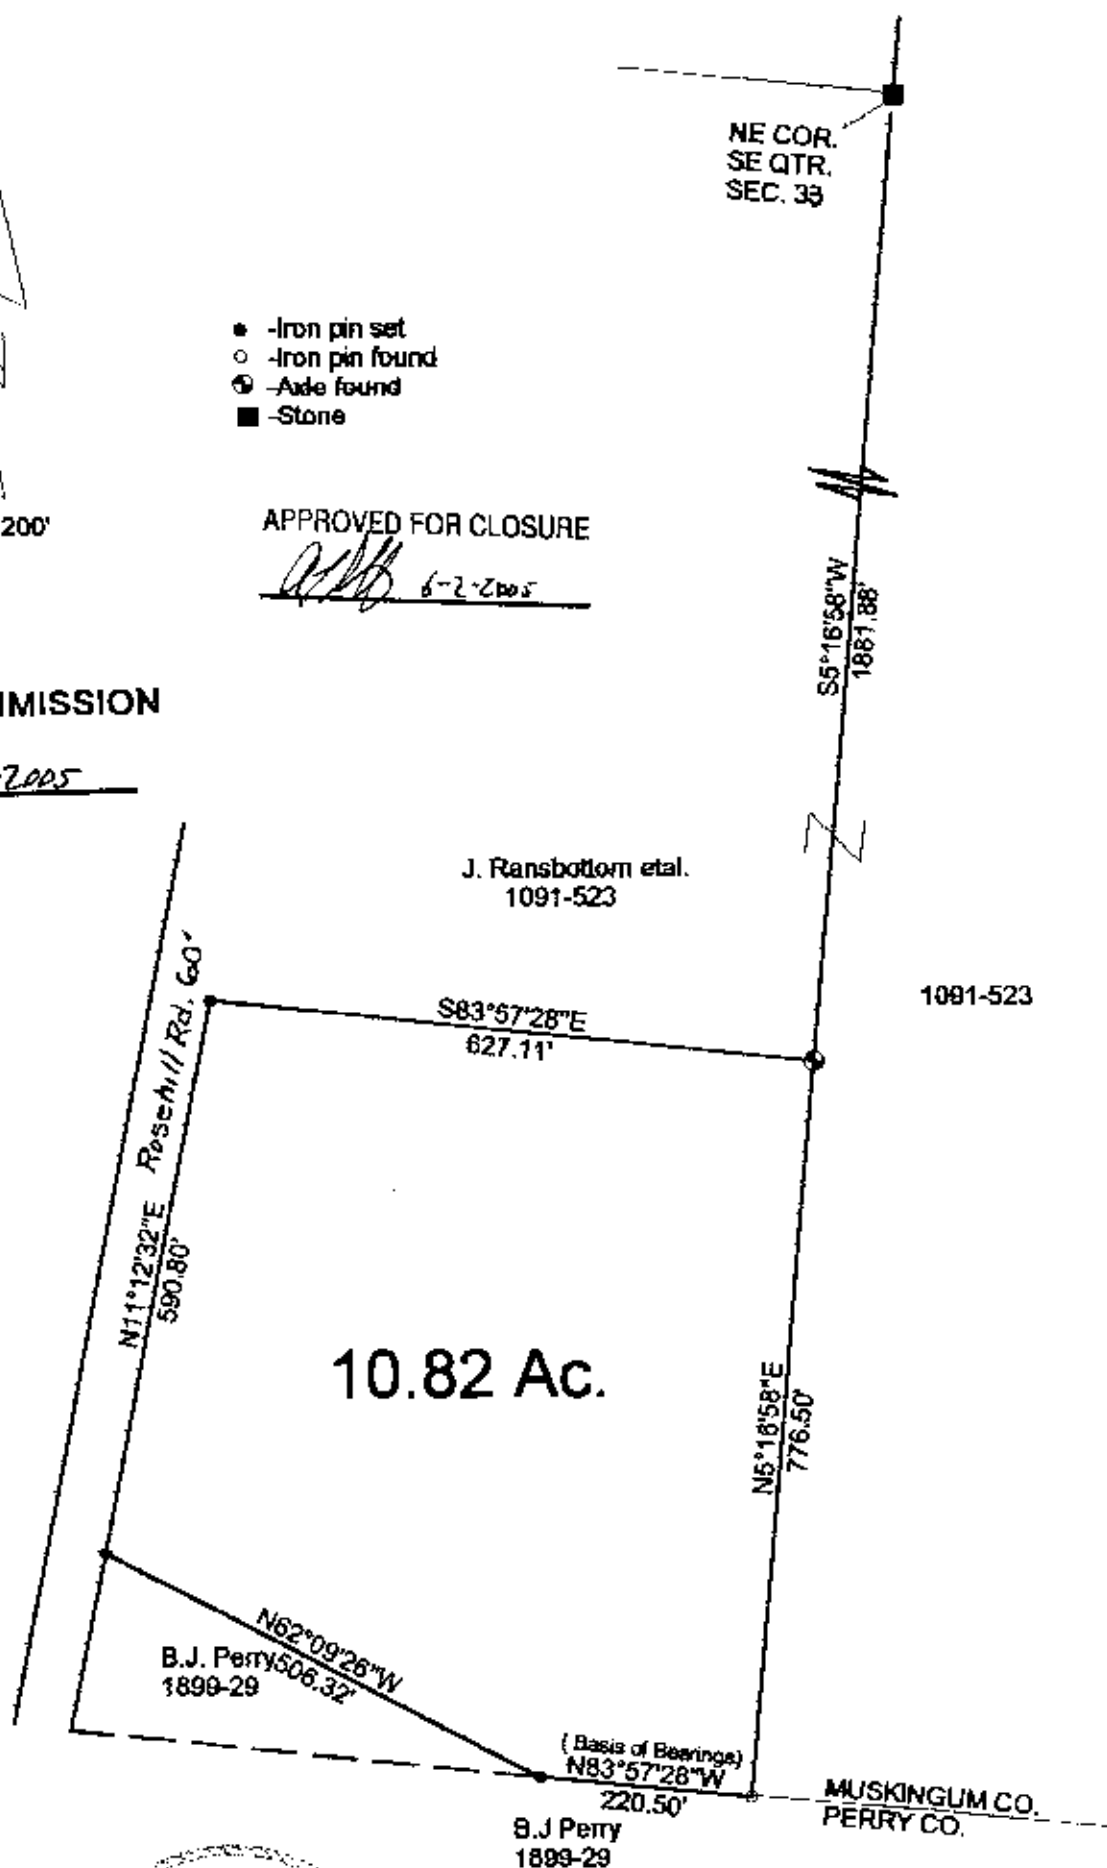 NE COR.
SE QTR.
SEC. 33
-Iron pin set
-Iron pin found
-Axle found
-Stone
200'
APPROVED FOR CLOSURE
6-2-2005
S5°16'58"W
1881.88'
MISSION
-2005
J. Ransbottom etal.
1091-523
1091-523
Rosehill Rd. 60'
S83°57'28"E
627.11'
N11°12'32"E
590.80'
10.82 Ac.
N5°16'58"E
776.50'
N62°09'26"W
506.32'
B.J. Perry
1899-29
( Basis of Bearings)
N83°57'28"W
220.50'
MUSKINGUM CO.
PERRY CO.
B.J Perry
1899-29